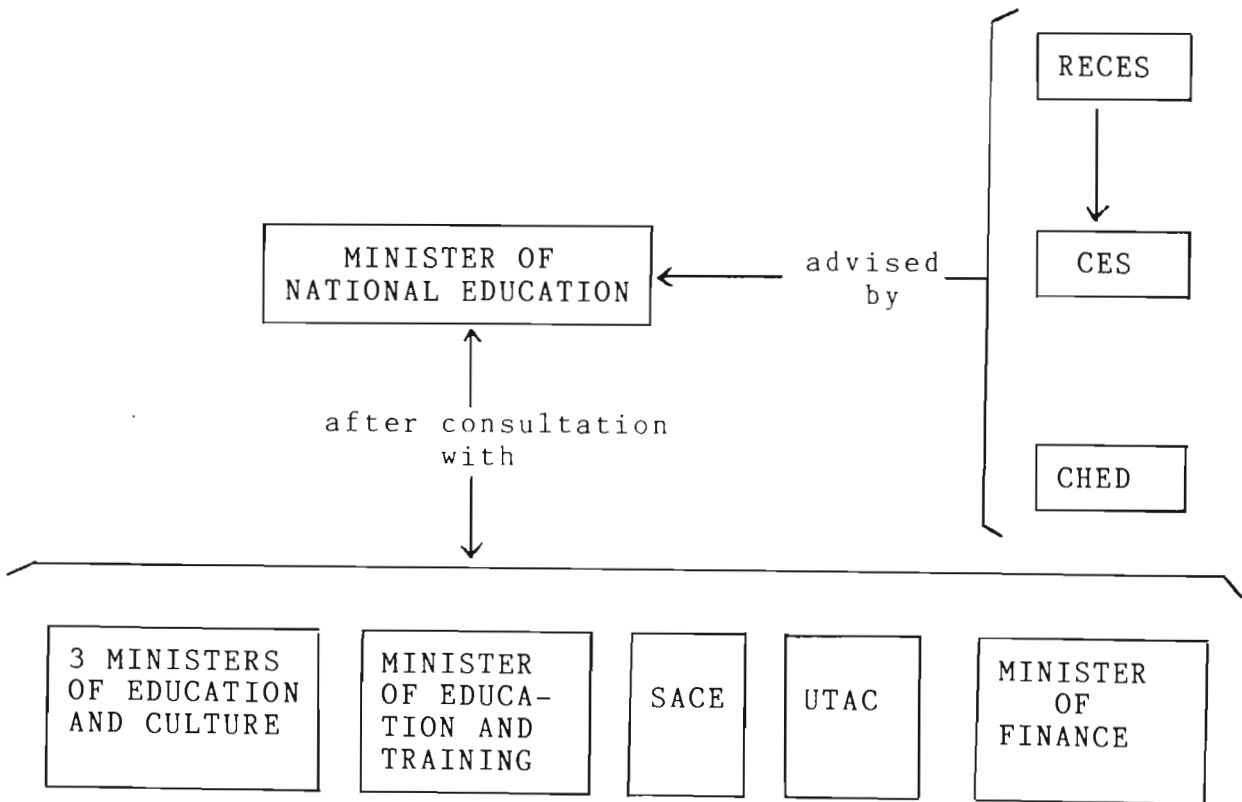 RECES
MINISTER OF
NATIONAL EDUCATION
advised
by
CES
after consultation
with
CHED
3 MINISTERS
OF EDUCATION
AND CULTURE
MINISTER
OF EDUCA-
TION AND
TRAINING
SACE
UTAC
MINISTER
OF
FINANCE